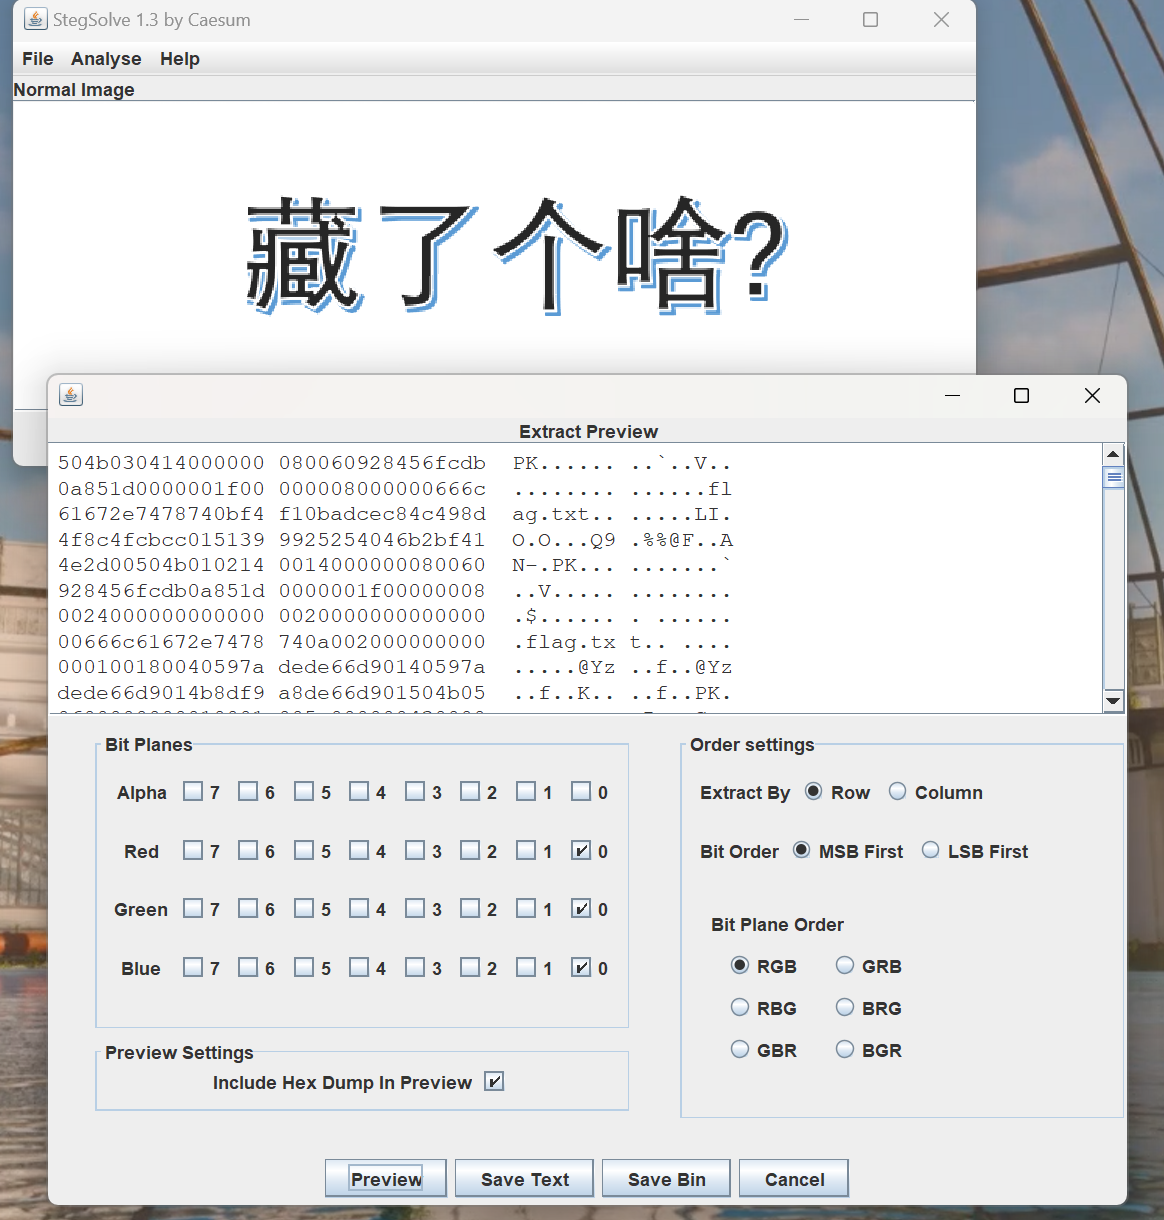 StegSolve 1.3 by Caesum
File Analyse Help
Normal Image
藏了个啥?
Extract Preview
504b030414000000 080060928456fcdb PK...... ..`..V..
0a851d0000001f00 000008000000666c ........ ......fl
61672e7478740bf4 f10badcec84c498d ag.txt.. .....LI.
4f8c4fcbcc015139 9925254046b2bf41 O.O...Q9 .%%@F..A
4e2d00504b010214 0014000000080060 N-.PK... .......`
928456fcdb0a851d 0000001f00000008 ..V..... ........
0024000000000000 0020000000000000 .$...... . ......
00666c61672e7478 740a002000000000 .flag.tx t.. ....
000100180040597a dede66d90140597a .....@Yz ..f..@Yz
dede66d9014b8df9 a8de66d901504b05 ..f..K.. ..f..PK.
Bit Planes
Alpha 7 6 5 4 3 2 1 0
Red 7 6 5 4 3 2 1 0
Green 7 6 5 4 3 2 1 0
Blue 7 6 5 4 3 2 1 0
Preview Settings
Include Hex Dump In Preview
Order settings
Extract By Row Column
Bit Order MSB First LSB First
Bit Plane Order
RGB GRB
RBG BRG
GBR BGR
Preview Save Text Save Bin Cancel